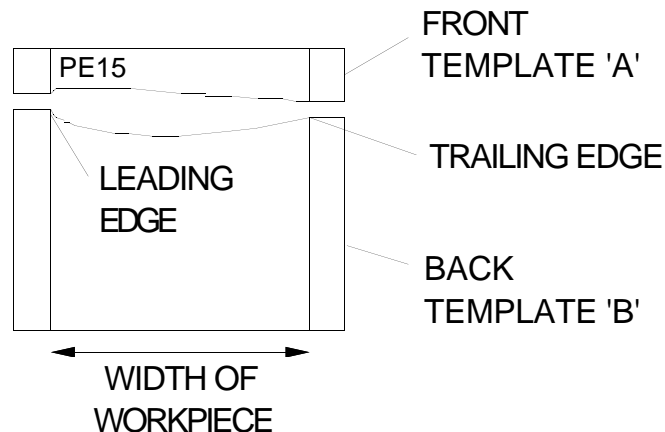 FRONT
TEMPLATE 'A'
PE15
TRAILING EDGE
LEADING
EDGE
BACK
TEMPLATE 'B'
WIDTH OF
WORKPIECE